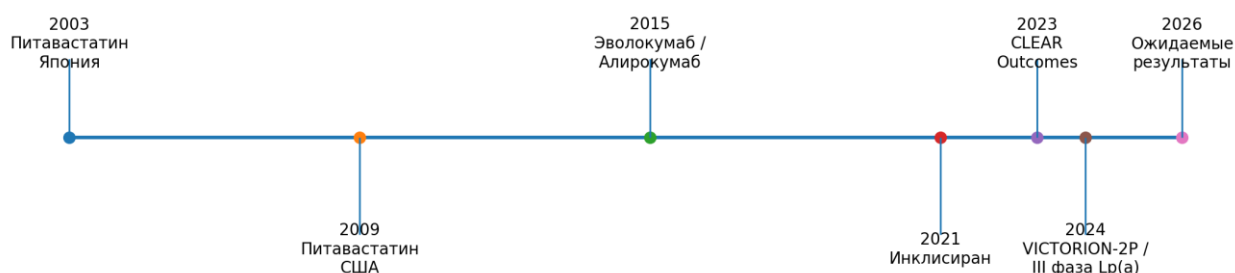 2003
Питавастатин
Япония
2009
Питавастатин
США
2015
Эволокумаб /
Алирокумаб
2021
Инклисиран
2023
CLEAR
Outcomes
2024
VICTORION-2P /
III фаза Lp(a)
2026
Ожидаемые
результаты